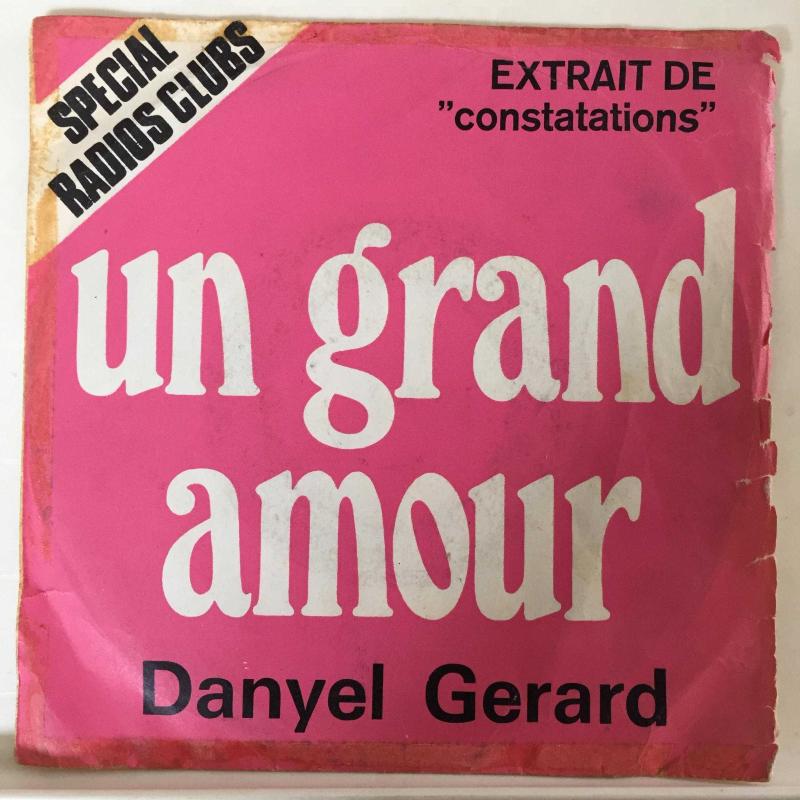 SPECIAL
RADIOS CLUBS
EXTRAIT DE
”constatations”
un grand
amour
Danyel Gerard